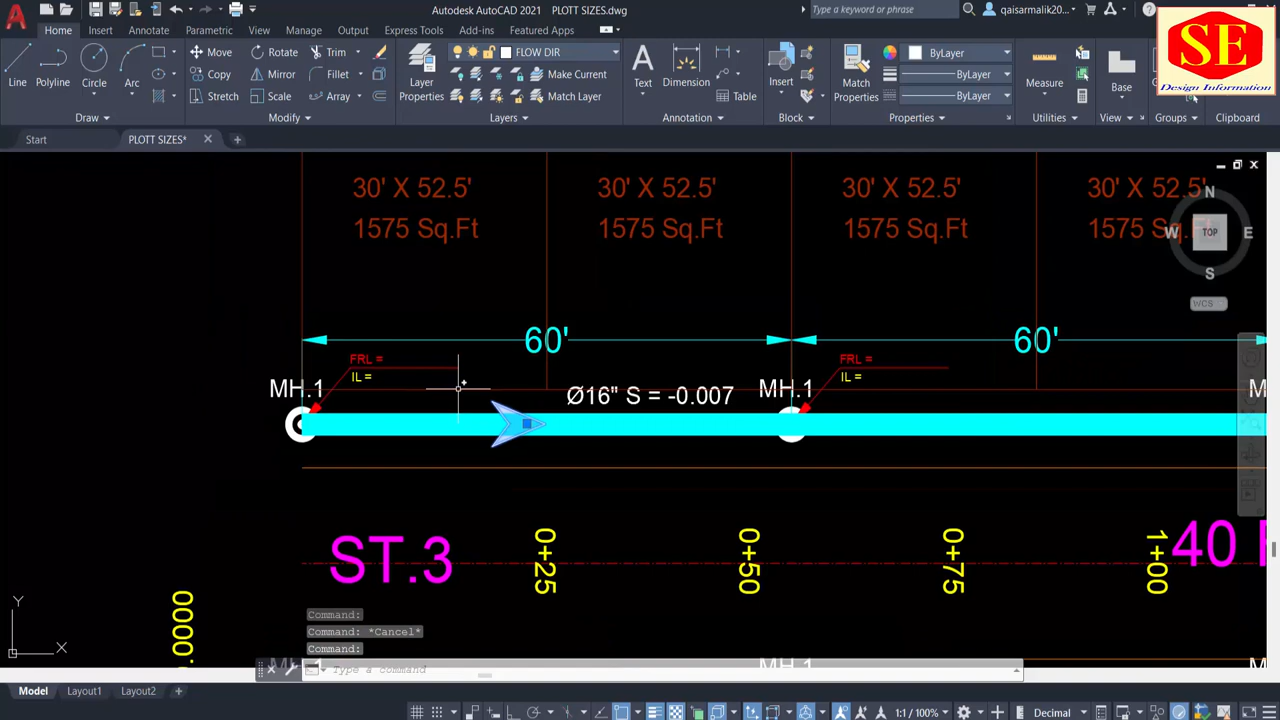 Autodesk AutoCAD 2021 PLOTT SIZES.dwg
Type a keyword or phrase
qaisarmalik20...
SE
Design Information
Home Insert Annotate Parametric View Manage Output Add-ins Express Tools Featured Apps
Line Polyline Circle Arc
Move Rotate Trim
Copy Mirror Fillet
Stretch Scale Array
Draw Modify
Layer Properties
FLOW DIR
Make Current
Match Layer
Layers
Text Dimension Table
Annotation
Insert
Block
Match Properties
ByLayer
ByLayer
ByLayer
Properties
Measure
Utilities
Base
View
Groups
Clipboard
Start PLOTT SIZES*
30' X 52.5' 30' X 52.5' 30' X 52.5' 30' X 52.5'
1575 Sq.Ft 1575 Sq.Ft 1575 Sq.Ft 1575 Sq.Ft
N
W TOP E
S
WCS
60' 60'
FRL = FRL =
IL = IL =
MH.1 Ø16" S = -0.007 MH.1
ST.3 0+25 0+50 0+75 1+00 40
0000
Command:
Command: *Cancel*
Command:
MH.1 MH.1
Type a command
Y
X
Model Layout1 Layout2
1:1 / 100% Decimal